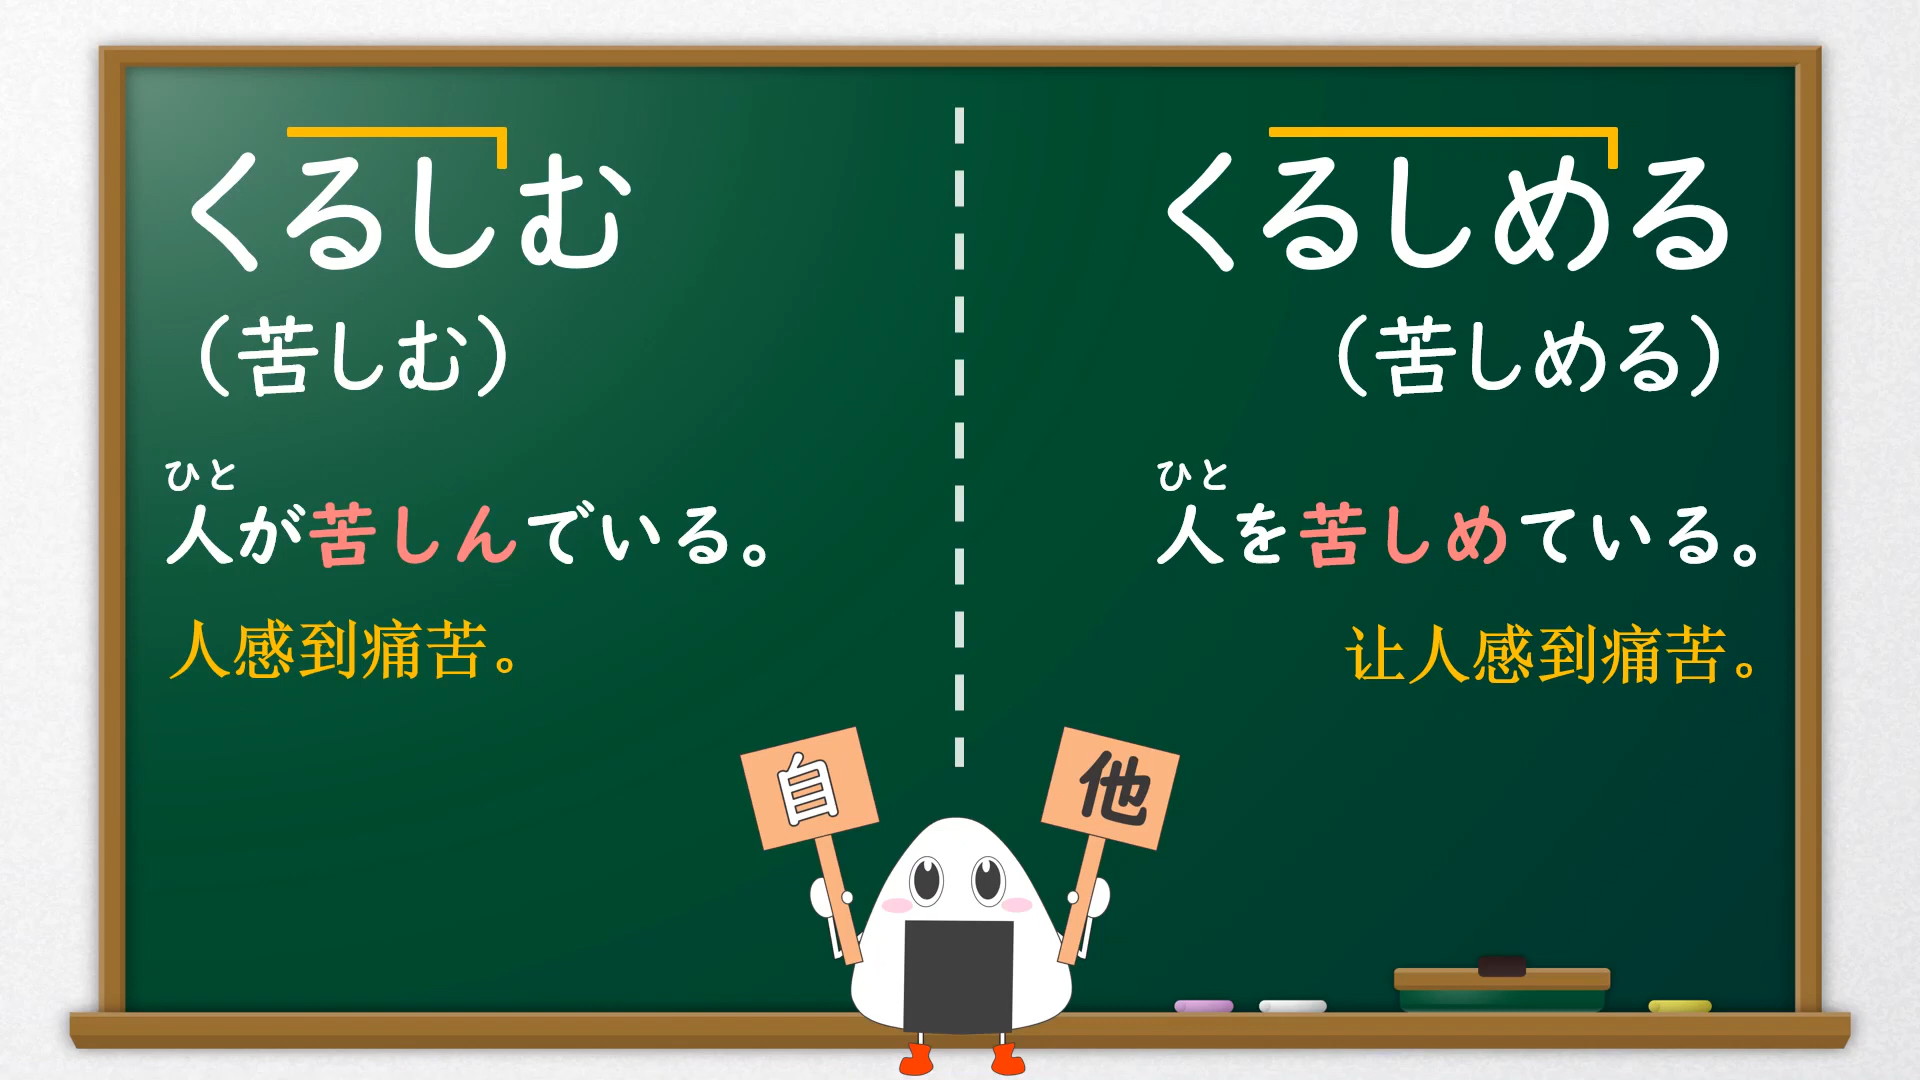 くるしむ
（苦しむ）
ひと
人が苦しんでいる。
人感到痛苦。
くるしめる
（苦しめる）
ひと
人を苦しめている。
让人感到痛苦。
自
他